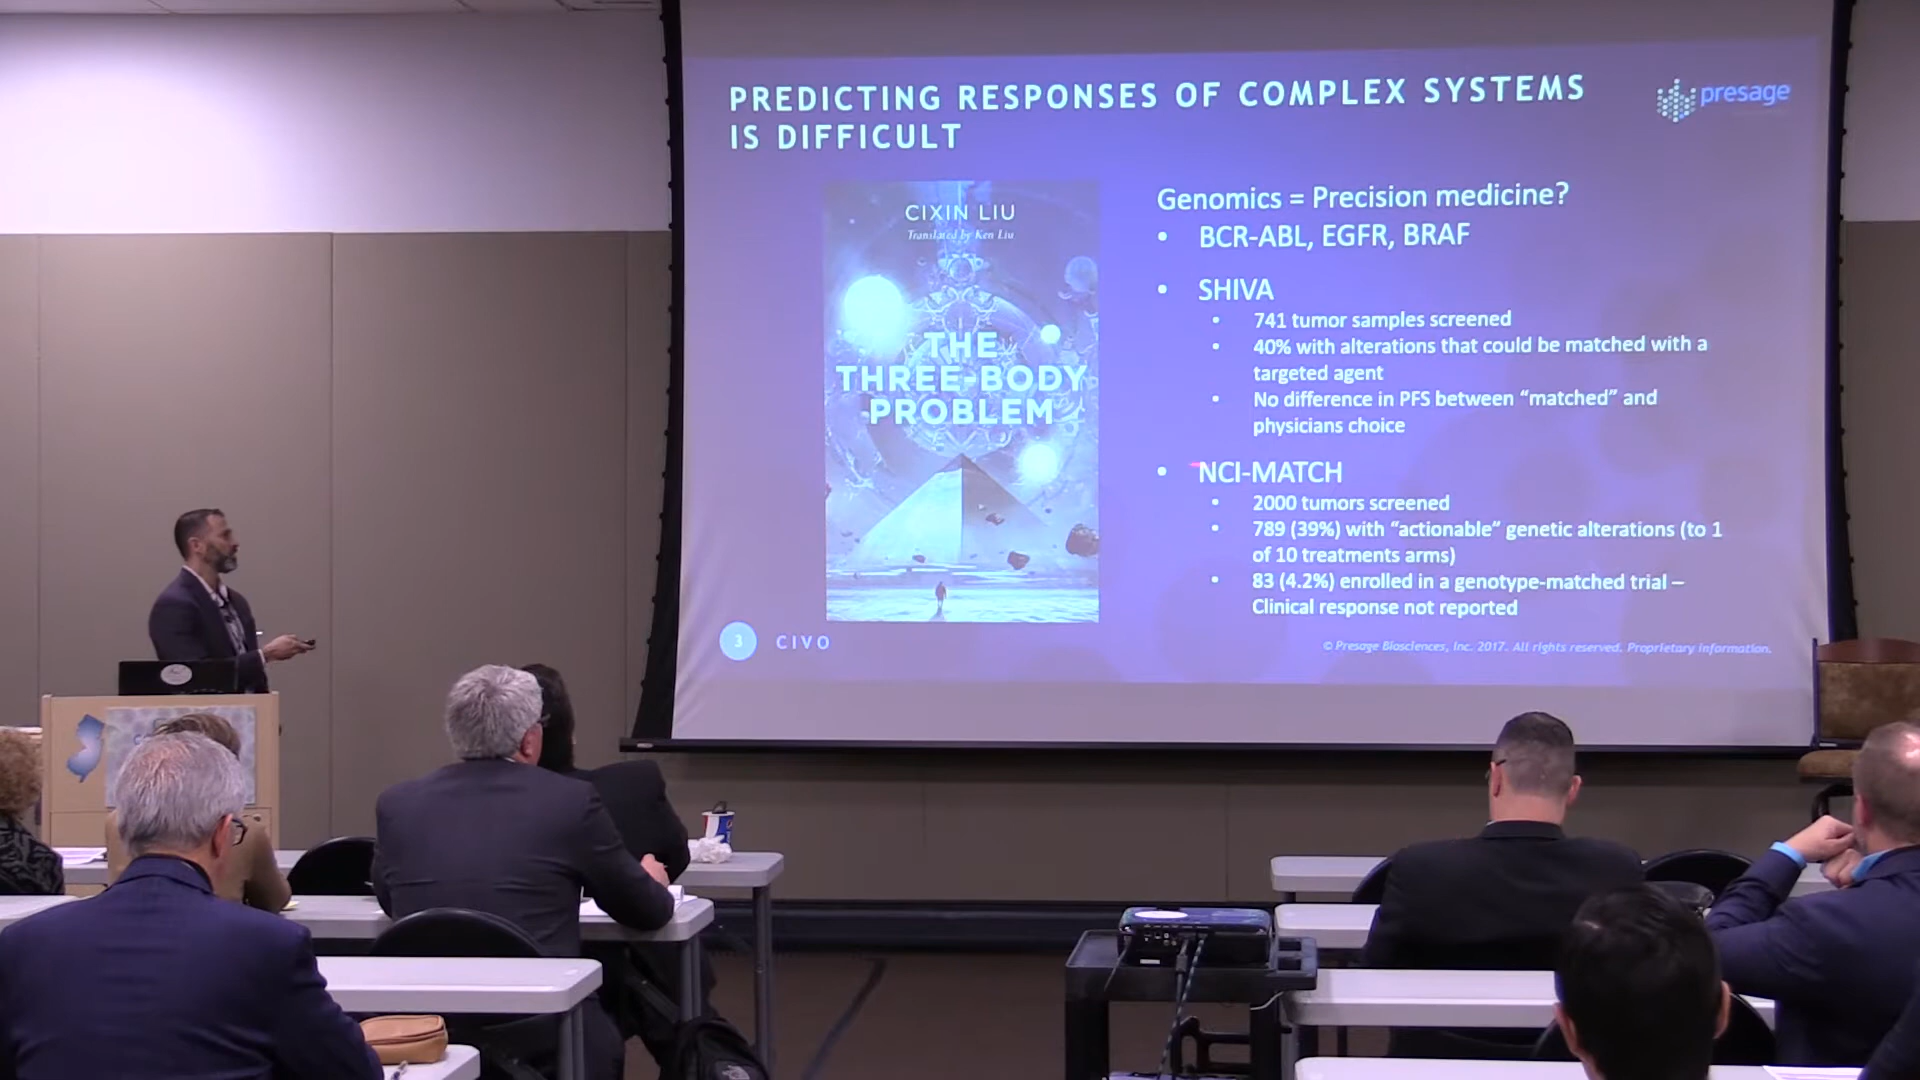 PREDICTING RESPONSES OF COMPLEX SYSTEMS
IS DIFFICULT
presage
CIXIN LIU
Translated by Ken Liu
THE
THREE-BODY
PROBLEM
Genomics = Precision medicine?
• BCR-ABL, EGFR, BRAF
• SHIVA
• 741 tumor samples screened
• 40% with alterations that could be matched with a
targeted agent
• No difference in PFS between “matched” and
physicians choice
• NCI-MATCH
• 2000 tumors screened
• 789 (39%) with “actionable“ genetic alterations (to 1
of 10 treatments arms)
• 83 (4.2%) enrolled in a genotype-matched trial –
Clinical response not reported
3 CIVO
© Presage Biosciences, Inc. 2017. All rights reserved. Proprietary information.